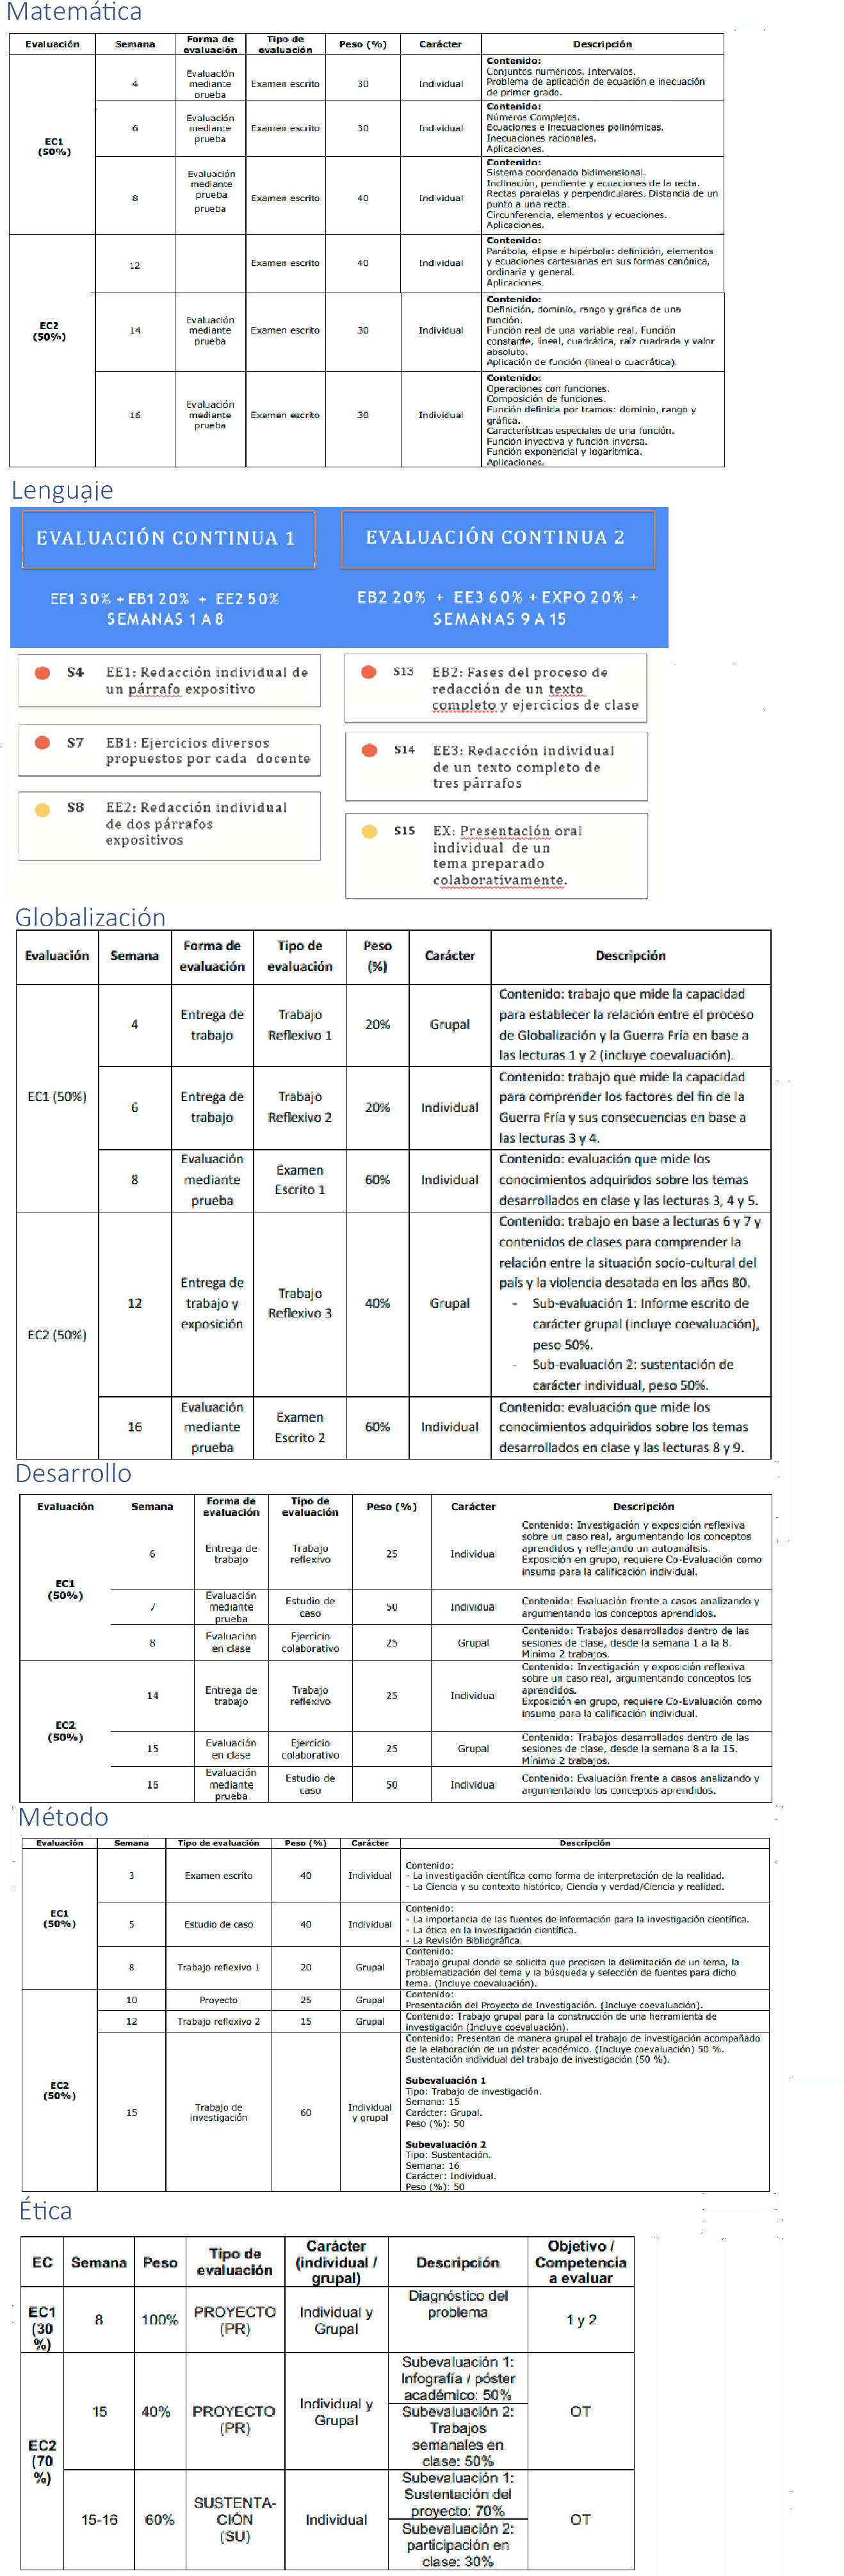 Matemática
Evaluación Semana Forma de evaluación Tipo de evaluación Peso (%) Carácter Descripción
EC1 (50%)
4 Evaluación mediante prueba Examen escrito 30 Individual
Contenido:
Conjuntos numéricos. Intervalos.
Problema de aplicación de ecuación e inecuación
de primer grado.
6 Evaluación mediante prueba Examen escrito 30 Individual
Contenido:
Números Complejos.
Ecuaciones e inecuaciones polinómicas.
Inecuaciones racionales.
Aplicaciones.
8 Evaluación mediante prueba prueba Examen escrito 40 Individual
Contenido:
Sistema coordenado bidimensional.
Inclinación, pendiente y ecuaciones de la recta.
Rectas paralelas y perpendiculares. Distancia de un
punto a una recta.
Circunferencia, elementos y ecuaciones.
Aplicaciones.
EC2 (50%)
12 Examen escrito 40 Individual
Contenido:
Parábola, elipse e hipérbola: definición, elementos
y ecuaciones cartesianas en sus formas canónica,
ordinaria y general.
Aplicaciones.
14 Evaluación mediante prueba Examen escrito 30 Individual
Contenido:
Definición, dominio, rango y gráfica de una
función.
Función real de una variable real. Función
constante, lineal, cuadrática, raíz cuadrada y valor
absoluto.
Aplicación de función (lineal o cuadrática).
16 Evaluación mediante prueba Examen escrito 30 Individual
Contenido:
Operaciones con funciones.
Composición de funciones.
Función definida por tramos: dominio, rango y
gráfica.
Características especiales de una función.
Función inyectiva y función inversa.
Función exponencial y logarítmica.
Aplicaciones.
Lenguaje
EVALUACIÓN CONTINUA 1
EE1 30% + EB1 20% + EE2 50%
SEMANAS 1 A 8
S4 EE1: Redacción individual de
un párrafo expositivo
S7 EB1: Ejercicios diversos
propuestos por cada docente
S8 EE2: Redacción individual
de dos párrafos
expositivos
EVALUACIÓN CONTINUA 2
EB2 20% + EE3 60% + EXPO 20% +
SEMANAS 9 A 15
S13 EB2: Fases del proceso de
redacción de un texto
completo y ejercicios de clase
S14 EE3: Redacción individual
de un texto completo de
tres párrafos
S15 EX: Presentación oral
individual de un
tema preparado
colaborativamente.
Globalización
Evaluación Semana Forma de evaluación Tipo de evaluación Peso (%) Carácter Descripción
EC1 (50%)
4 Entrega de trabajo Trabajo Reflexivo 1 20% Grupal
Contenido: trabajo que mide la capacidad
para establecer la relación entre el proceso
de Globalización y la Guerra Fría en base a
las lecturas 1 y 2 (incluye coevaluación).
6 Entrega de trabajo Trabajo Reflexivo 2 20% Individual
Contenido: trabajo que mide la capacidad
para comprender los factores del fin de la
Guerra Fría y sus consecuencias en base a
las lecturas 3 y 4.
8 Evaluación mediante prueba Examen Escrito 1 60% Individual
Contenido: evaluación que mide los
conocimientos adquiridos sobre los temas
desarrollados en clase y las lecturas 3, 4 y 5.
EC2 (50%)
12 Entrega de trabajo y exposición Trabajo Reflexivo 3 40% Grupal
Contenido: trabajo en base a lecturas 6 y 7 y
contenidos de clases para comprender la
relación entre la situación socio-cultural del
país y la violencia desatada en los años 80.
- Sub-evaluación 1: Informe escrito de
carácter grupal (incluye coevaluación),
peso 50%.
- Sub-evaluación 2: sustentación de
carácter individual, peso 50%.
16 Evaluación mediante prueba Examen Escrito 2 60% Individual
Contenido: evaluación que mide los
conocimientos adquiridos sobre los temas
desarrollados en clase y las lecturas 8 y 9.
Desarrollo
Evaluación Semana Forma de evaluación Tipo de evaluación Peso (%) Carácter Descripción
EC1 (50%)
6 Entrega de trabajo Trabajo reflexivo 25 Individual
Contenido: Investigación y exposición reflexiva
sobre un caso real, argumentando los conceptos
aprendidos y reflejando un autoanálisis.
Exposición en grupo, requiere Co-Evaluación como
insumo para la calificación individual.
7 Evaluación mediante prueba Estudio de caso 50 Individual
Contenido: Evaluación frente a casos analizando y
argumentando los conceptos aprendidos.
8 Evaluación en clase Ejercicio colaborativo 25 Grupal
Contenido: Trabajos desarrollados dentro de las
sesiones de clase, desde la semana 1 a la 8.
Mínimo 2 trabajos.
EC2 (50%)
14 Entrega de trabajo Trabajo reflexivo 25 Individual
Contenido: Investigación y exposición reflexiva
sobre un caso real, argumentando conceptos los
aprendidos.
Exposición en grupo, requiere Co-Evaluación como
insumo para la calificación individual.
15 Evaluación en clase Ejercicio colaborativo 25 Grupal
Contenido: Trabajos desarrollados dentro de las
sesiones de clase, desde la semana 8 a la 15.
Mínimo 2 trabajos.
16 Evaluación mediante prueba Estudio de caso 50 Individual
Contenido: Evaluación frente a casos analizando y
argumentando los conceptos aprendidos.
Método
Evaluación Semana Tipo de evaluación Peso (%) Carácter Descripción
EC1 (50%)
3 Examen escrito 40 Individual
Contenido:
- La investigación científica como forma de interpretación de la realidad.
- La Ciencia y su contexto histórico, Ciencia y verdad/Ciencia y realidad.
5 Estudio de caso 40 Individual
Contenido:
- La importancia de las fuentes de información para la investigación científica.
- La ética en la investigación científica.
- La Revisión Bibliográfica.
8 Trabajo reflexivo 1 20 Grupal
Contenido:
Trabajo grupal donde se solicita que precisen la delimitación de un tema, la
problematización del tema y la búsqueda y selección de fuentes para dicho
tema. (Incluye coevaluación).
EC2 (50%)
10 Proyecto 25 Grupal
Contenido:
Presentación del Proyecto de Investigación. (Incluye coevaluación).
12 Trabajo reflexivo 2 15 Grupal
Contenido: Trabajo grupal para la construcción de una herramienta de
investigación (Incluye coevaluación).
15 Trabajo de investigación 60 Individual y grupal
Contenido: Presentan de manera grupal el trabajo de investigación acompañado
de la elaboración de un póster académico. (Incluye coevaluación) 50 %.
Sustentación individual del trabajo de investigación (50 %).
Subevaluación 1
Tipo: Trabajo de investigación.
Semana: 15
Carácter: Grupal.
Peso (%): 50
Subevaluación 2
Tipo: Sustentación.
Semana: 16
Carácter: Individual.
Peso (%): 50
Ética
EC Semana Peso Tipo de evaluación Carácter (individual / grupal) Descripción Objetivo / Competencia a evaluar
EC1 (30 %)
8 100% PROYECTO (PR) Individual y Grupal Diagnóstico del problema 1 y 2
EC2 (70 %)
15 40% PROYECTO (PR) Individual y Grupal
Subevaluación 1:
Infografía / póster
académico: 50%
Subevaluación 2:
Trabajos
semanales en
clase: 50%
OT
15-16 60% SUSTENTA-CIÓN (SU) Individual
Subevaluación 1:
Sustentación del
proyecto: 70%
Subevaluación 2:
participación en
clase: 30%
OT